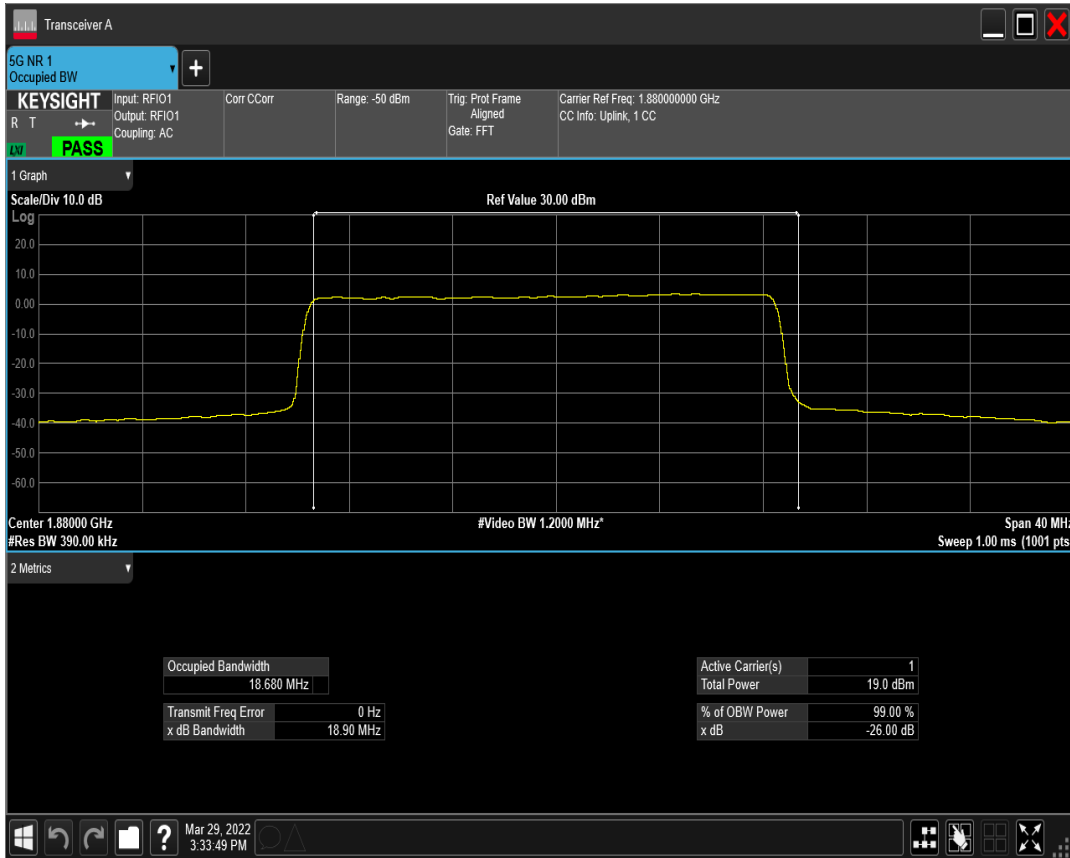 Transceiver A
5G NR 1
Occupied BW
+
KEYSIGHT
R T
LXI
PASS
Input: RFIO1
Output: RFIO1
Coupling: AC
Corr CCorr
Range: -50 dBm
Trig: Prot Frame
Aligned
Gate: FFT
Carrier Ref Freq: 1.880000000 GHz
CC Info: Uplink, 1 CC
1 Graph
Scale/Div 10.0 dB
Ref Value 30.00 dBm
Log
20.0
10.0
0.00
-10.0
-20.0
-30.0
-40.0
-50.0
-60.0
Center 1.88000 GHz
#Video BW 1.2000 MHz*
Span 40 MHz
#Res BW 390.00 kHz
Sweep 1.00 ms (1001 pts
2 Metrics
Occupied Bandwidth
18.680 MHz
Transmit Freq Error 0 Hz
x dB Bandwidth 18.90 MHz
Active Carrier(s) 1
Total Power 19.0 dBm
% of OBW Power 99.00 %
x dB -26.00 dB
?
Mar 29, 2022
3:33:49 PM